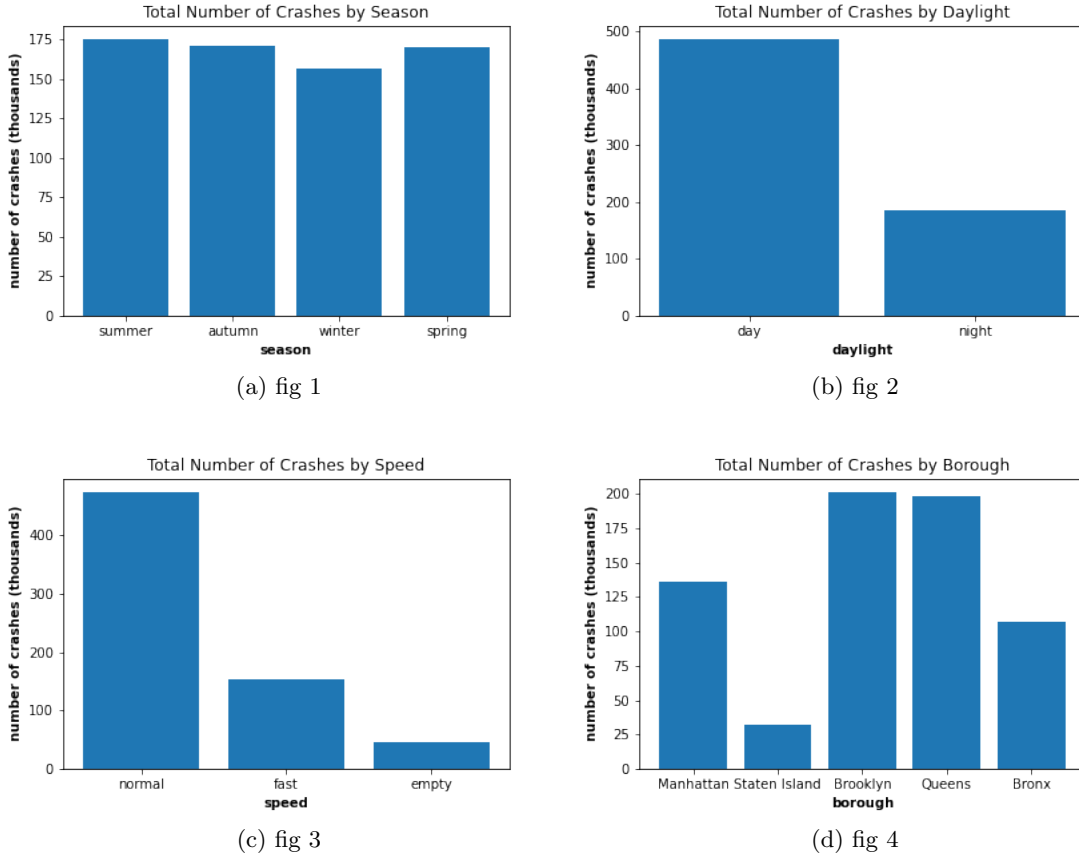 Total Number of Crashes by Season
number of crashes (thousands)
175
150
125
100
75
50
25
0
summer autumn winter spring
season
(a) fig 1
Total Number of Crashes by Daylight
number of crashes (thousands)
500
400
300
200
100
0
day night
daylight
(b) fig 2
Total Number of Crashes by Speed
number of crashes (thousands)
400
300
200
100
0
normal fast empty
speed
(c) fig 3
Total Number of Crashes by Borough
number of crashes (thousands)
200
175
150
125
100
75
50
25
0
Manhattan Staten Island Brooklyn Queens Bronx
borough
(d) fig 4